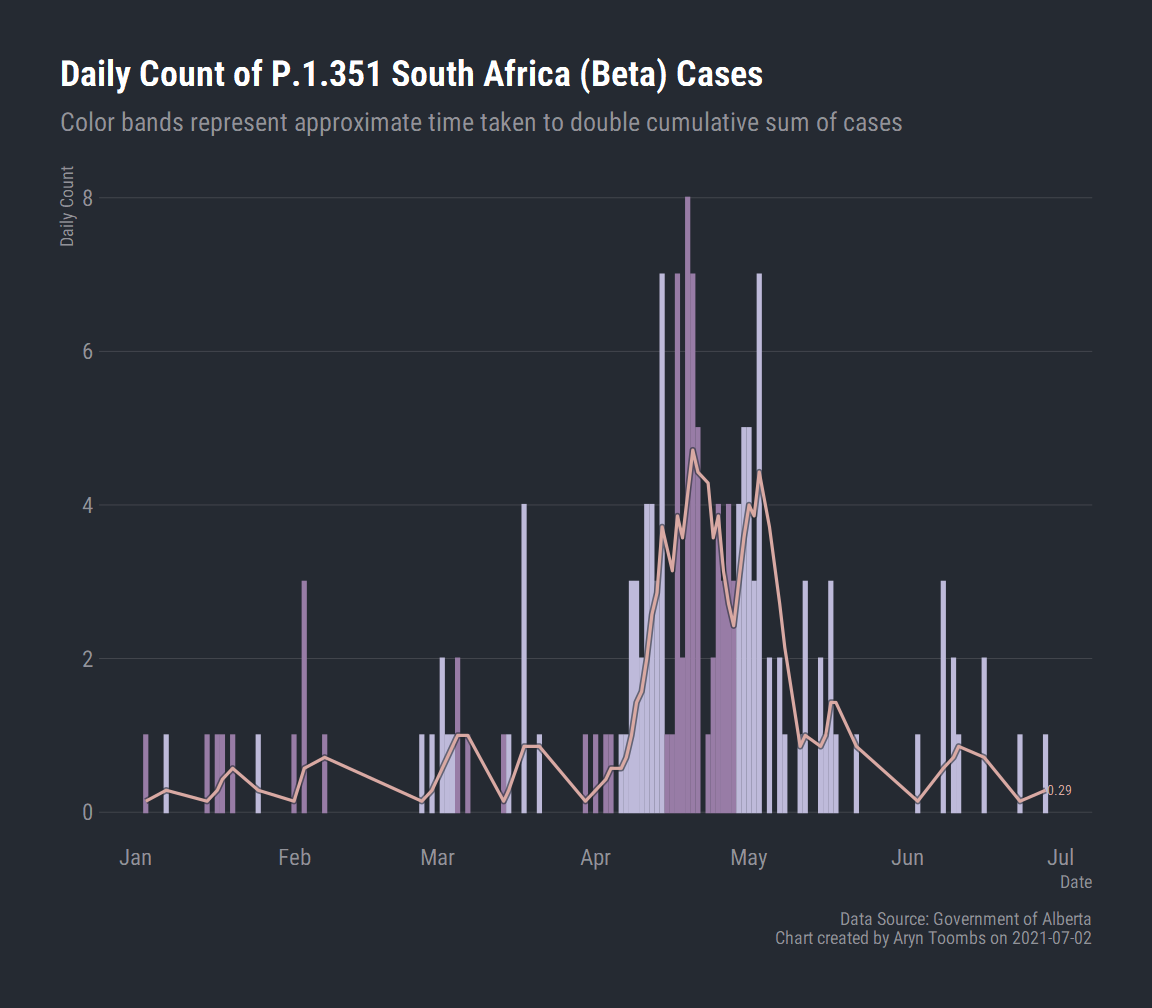 Daily Count of P.1.351 South Africa (Beta) Cases
Color bands represent approximate time taken to double cumulative sum of cases
Daily Count
8
6
4
2
0
0.29
Jan Feb Mar Apr May Jun Jul
Date
Data Source: Government of Alberta
Chart created by Aryn Toombs on 2021-07-02